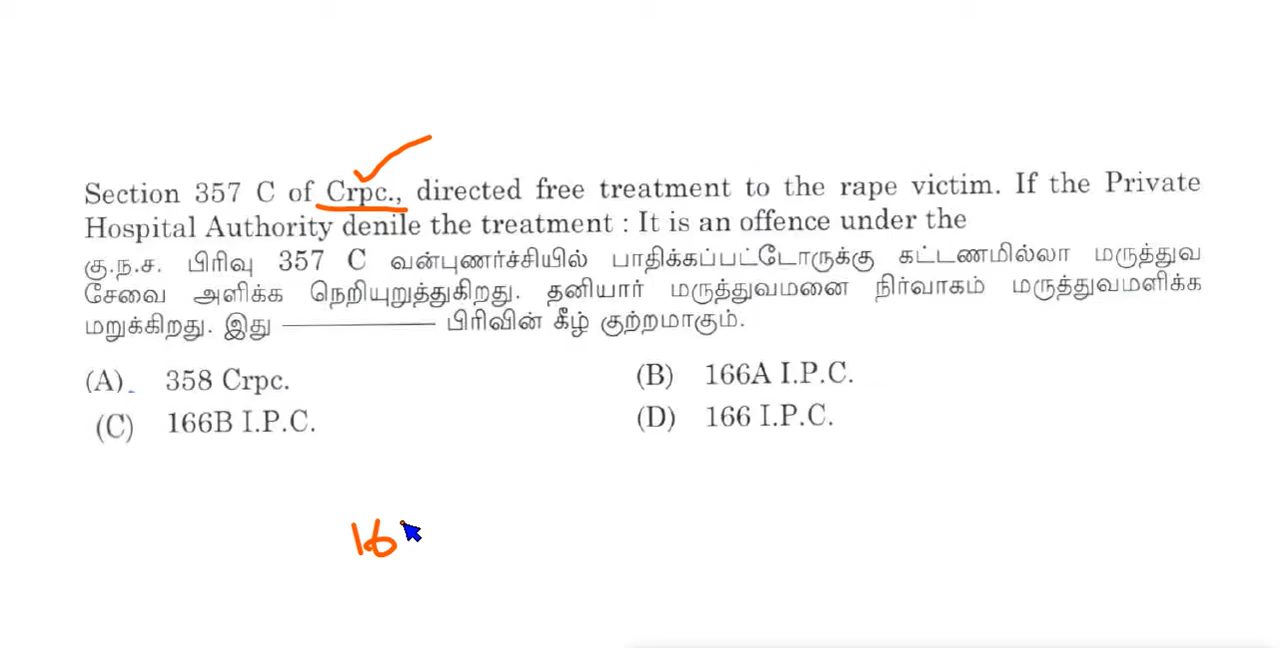 Section 357 C of Crpc., directed free treatment to the rape victim. If the Private
Hospital Authority denile the treatment : It is an offence under the
கு.ந.ச. பிரிவு 357 C வன்புணர்ச்சியில் பாதிக்கப்பட்டோருக்கு கட்டணமில்லா மருத்துவ
சேவை அளிக்க நெறியுறுத்துகிறது. தனியார் மருத்துவமனை நிர்வாகம் மருத்துவமளிக்க
மறுக்கிறது. இது ———— பிரிவின் கீழ் குற்றமாகும்.
(A) 358 Crpc.
(B) 166A I.P.C.
(C) 166B I.P.C.
(D) 166 I.P.C.
16